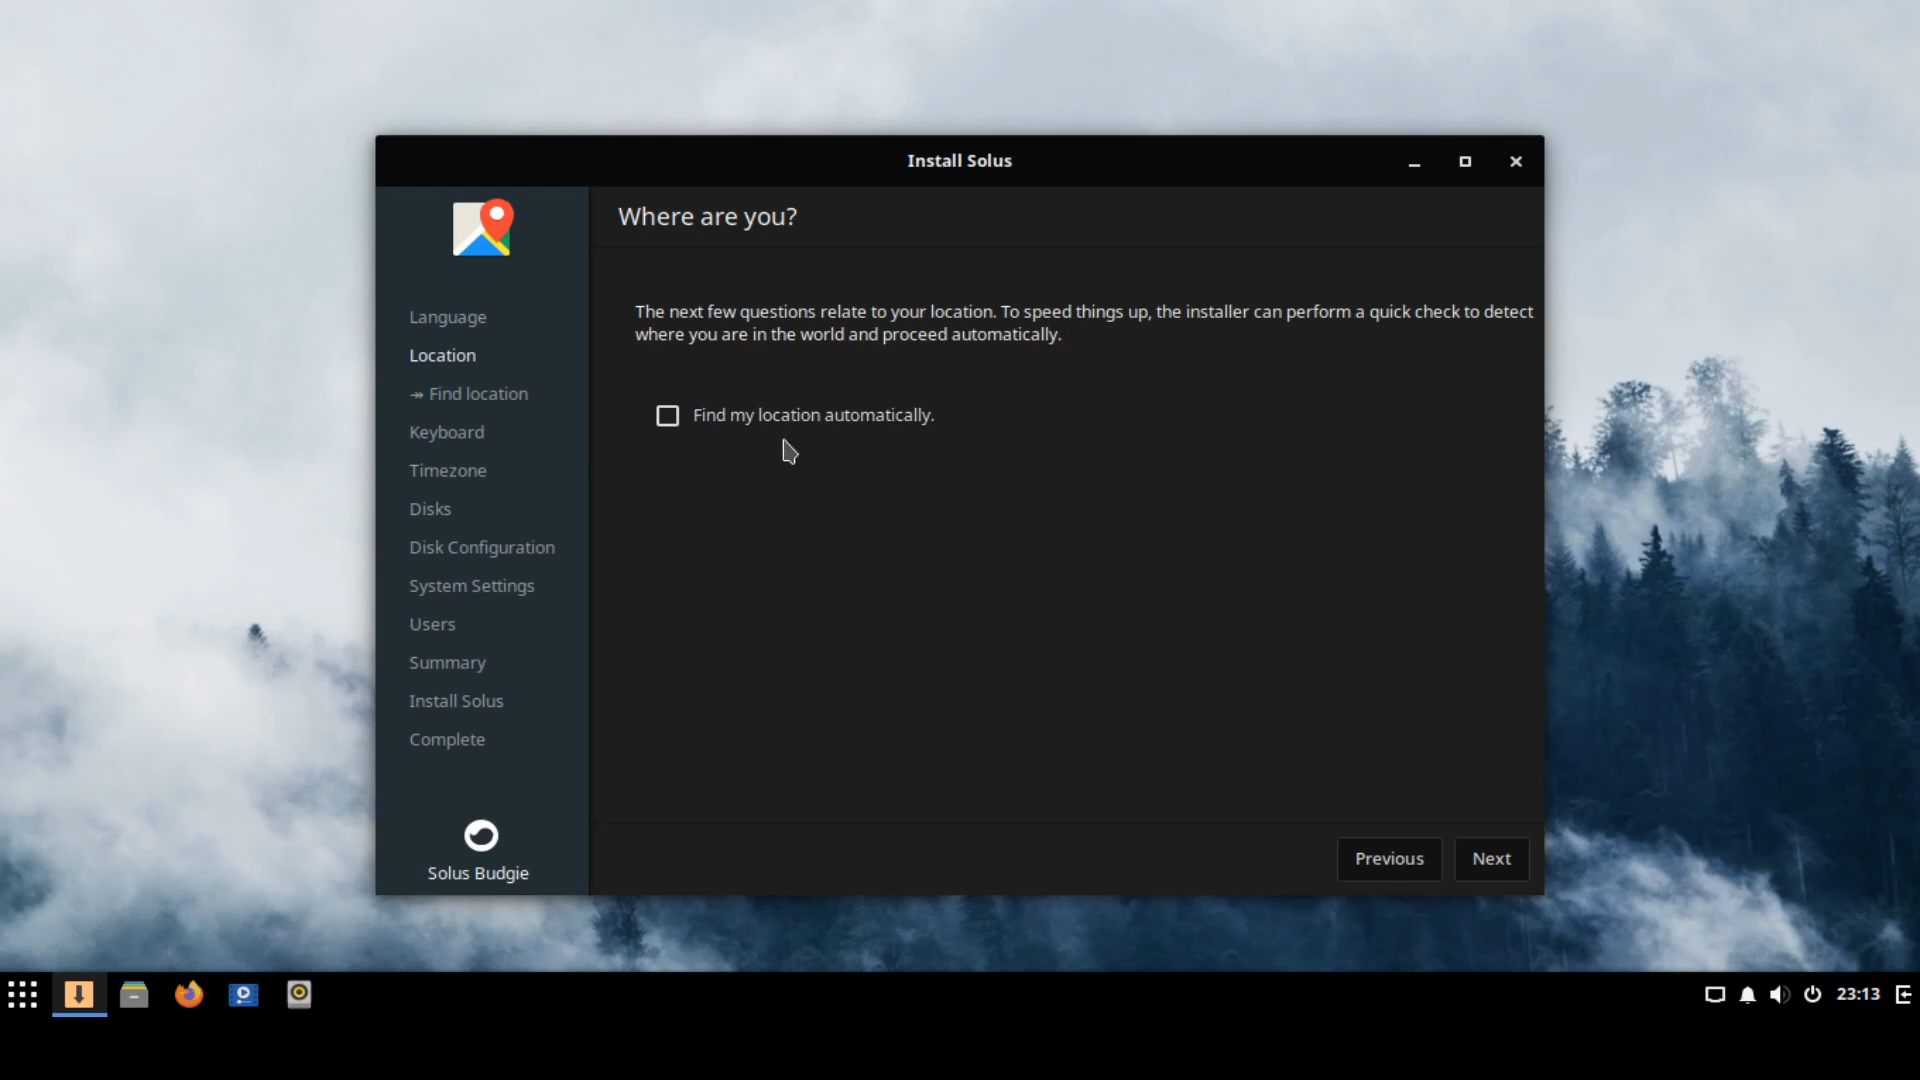 Install Solus
Where are you?
The next few questions relate to your location. To speed things up, the installer can perform a quick check to detect
where you are in the world and proceed automatically.
Find my location automatically.
Language
Location
↠ Find location
Keyboard
Timezone
Disks
Disk Configuration
System Settings
Users
Summary
Install Solus
Complete
Solus Budgie
Previous
Next
23:13